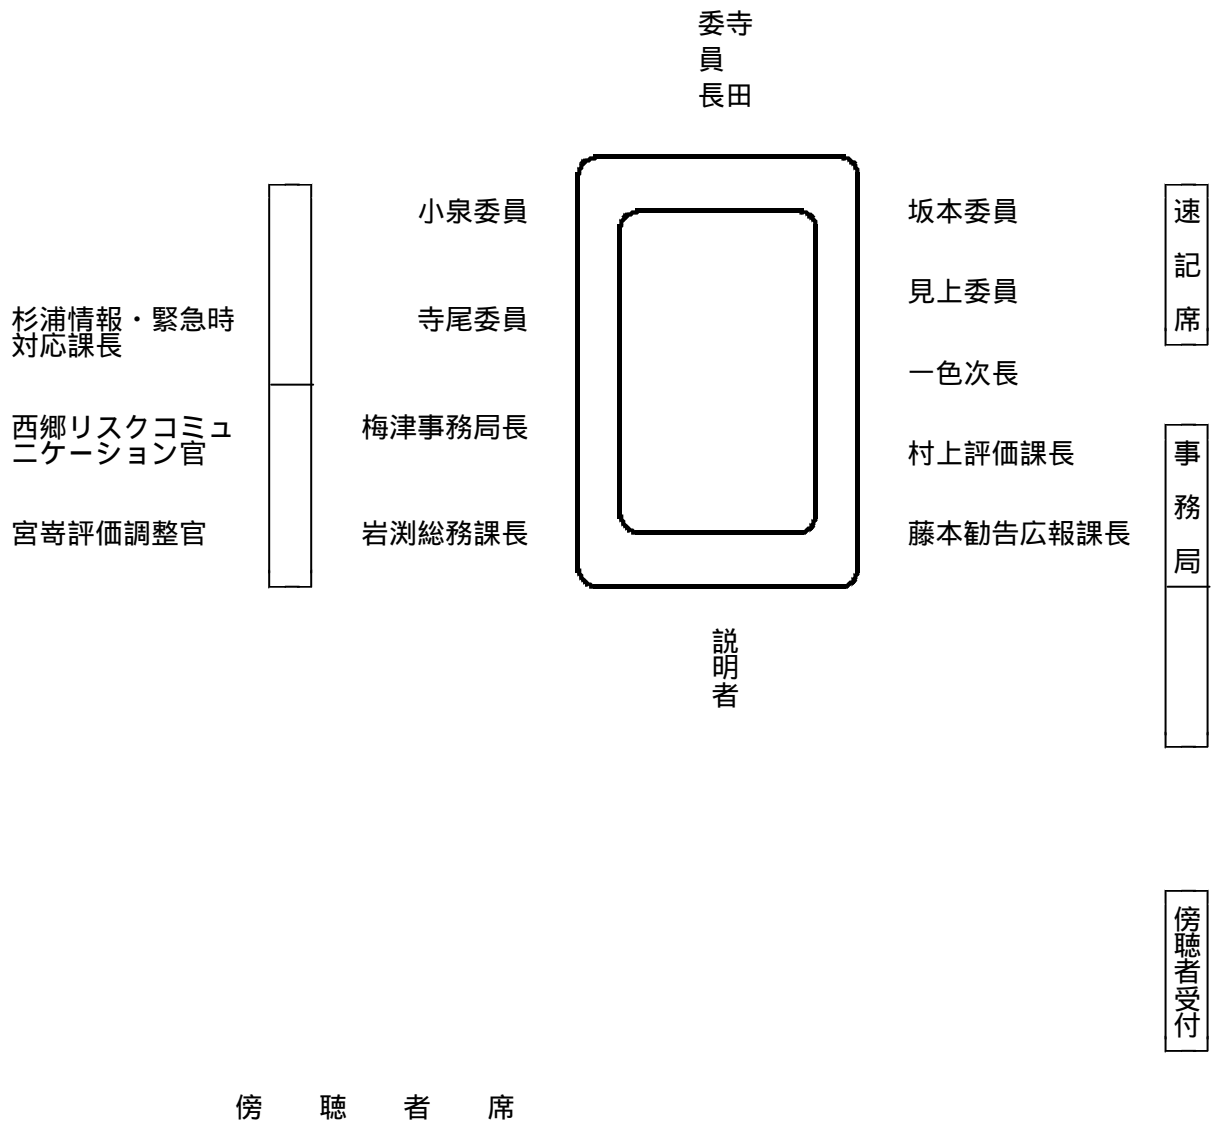 寺田
委員長
小泉委員
坂本委員
速記席
見上委員
杉浦情報・緊急時
対応課長
寺尾委員
一色次長
西郷リスクコミュ
ニケーション官
梅津事務局長
村上評価課長
事務局
宮嵜評価調整官
岩渕総務課長
藤本勧告広報課長
説明者
傍聴者受付
傍聴者席